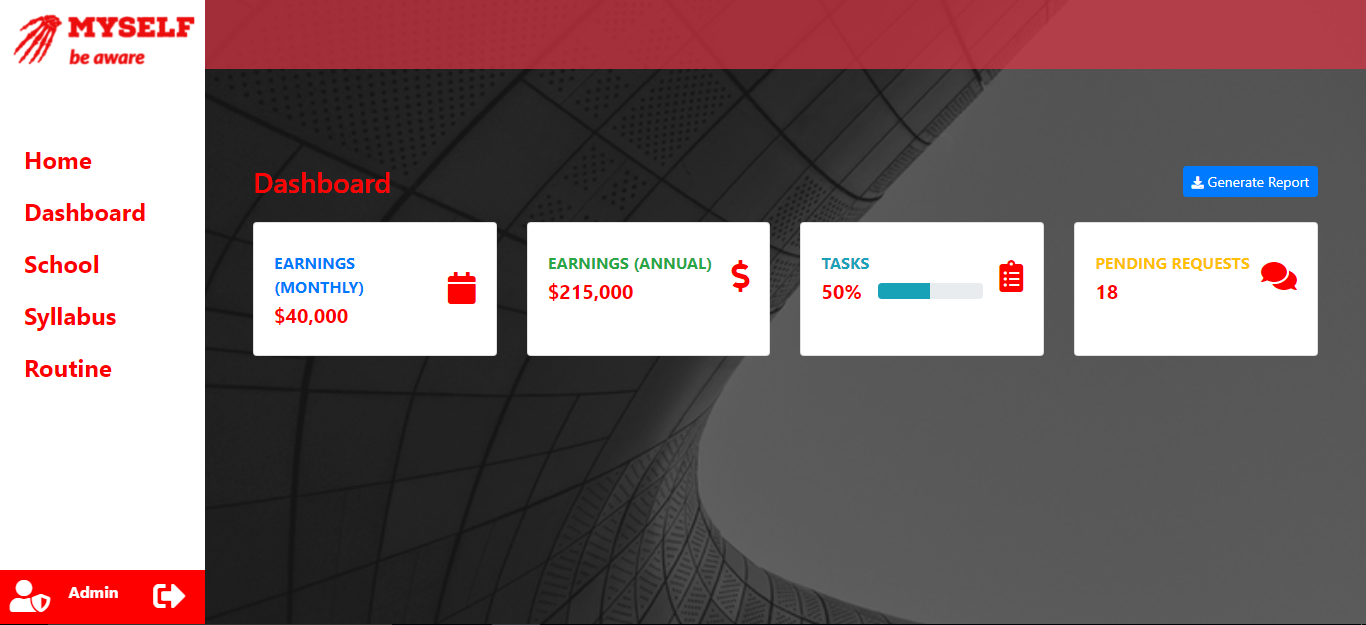 MYSELF
be aware
Home
Dashboard
School
Syllabus
Routine
Admin
Dashboard
Generate Report
EARNINGS
(MONTHLY)
$40,000
EARNINGS (ANNUAL)
$215,000
TASKS
50%
PENDING REQUESTS
18